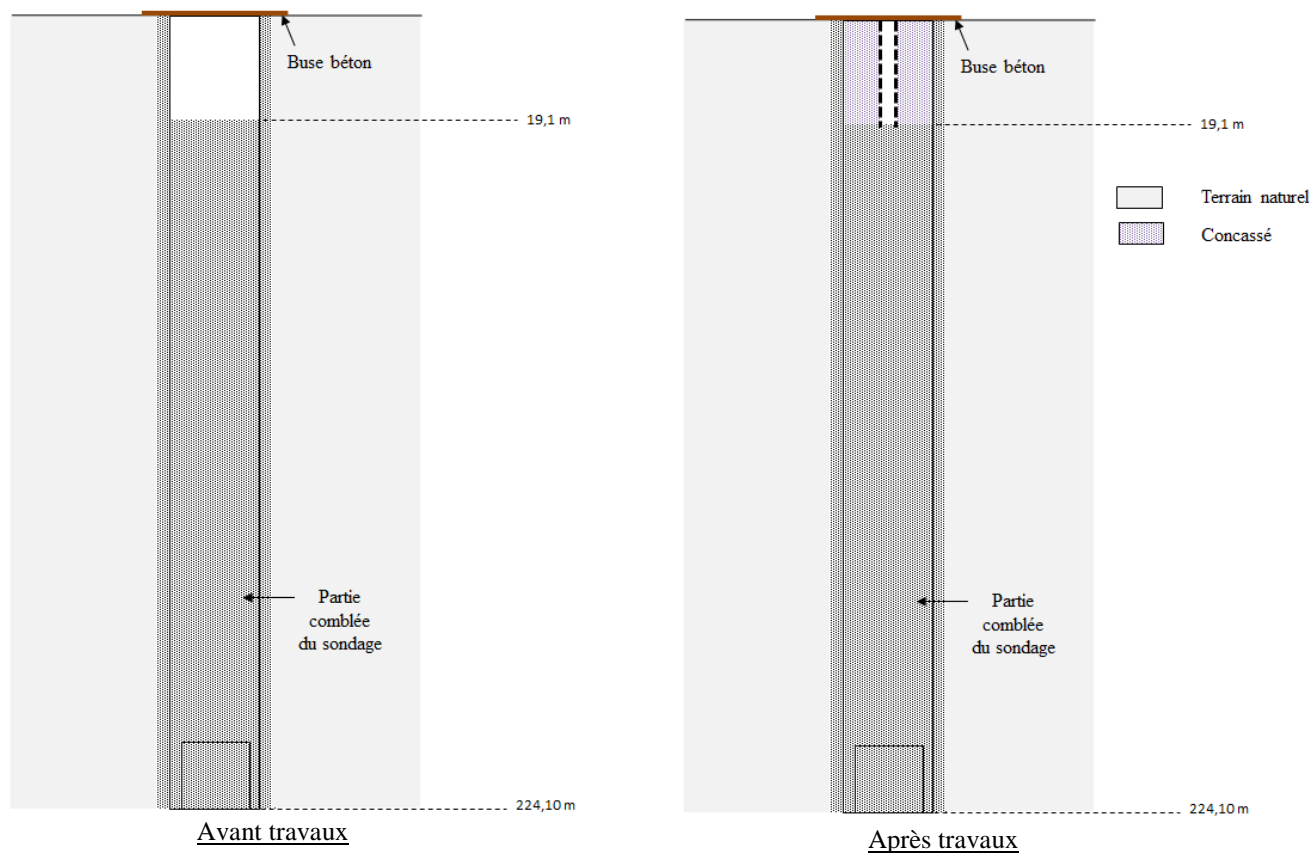 Buse béton
19,1 m
Partie
comblée
du sondage
224,10 m
Avant travaux
Buse béton
19,1 m
Terrain naturel
Concassé
Partie
comblée
du sondage
224,10 m
Après travaux